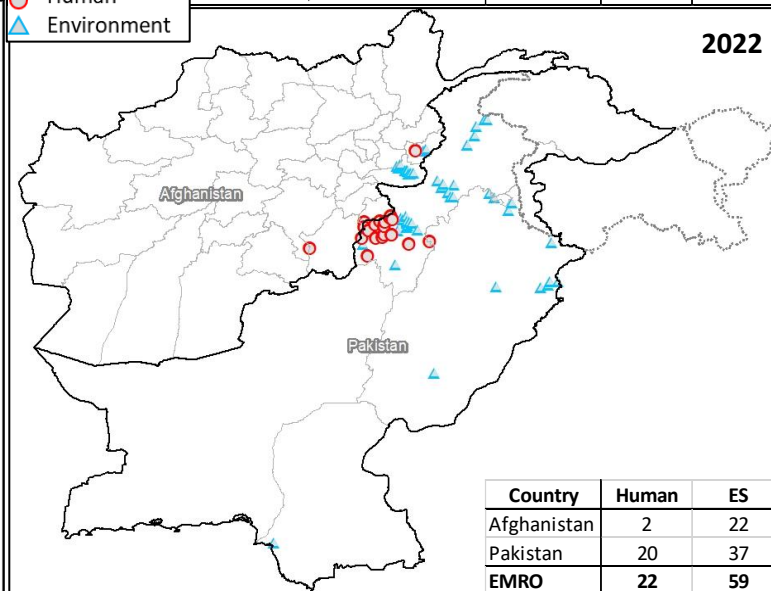 Human
Environment
2022
Afghanistan
Pakistan
Country Human ES
Afghanistan 2 22
Pakistan 20 37
EMRO 22 59